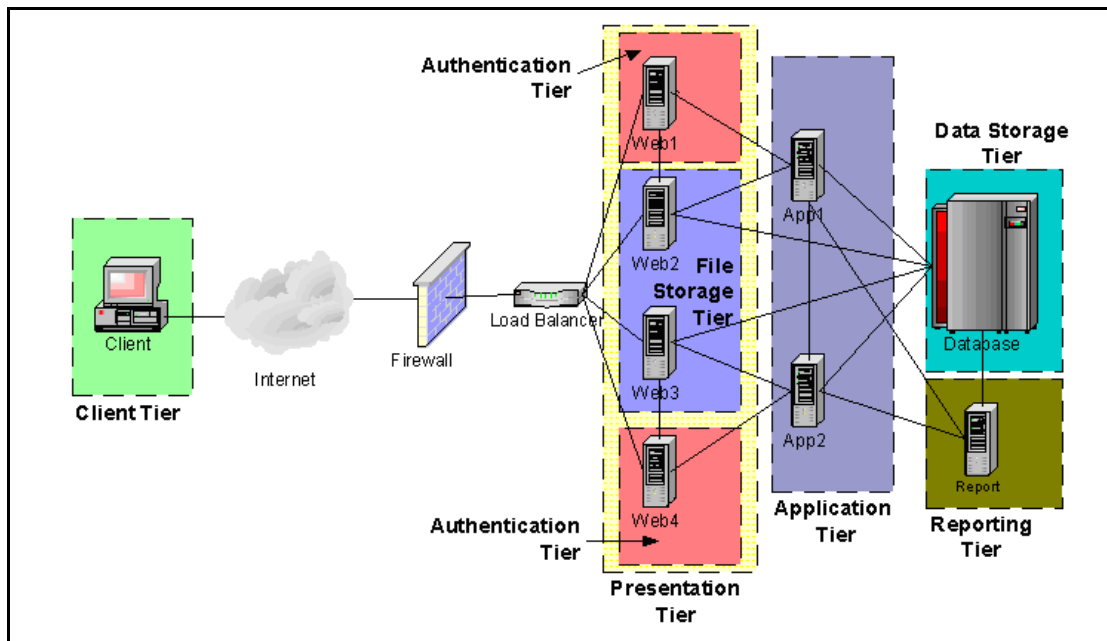 Authentication
Tier
Web1
Data Storage
Tier
App1
Web2
File
Storage
Tier
Client
Internet
Firewall
Load Balancer
Database
Client Tier
Web3
App2
Report
Web4
Authentication
Tier
Application
Tier
Reporting
Tier
Presentation
Tier